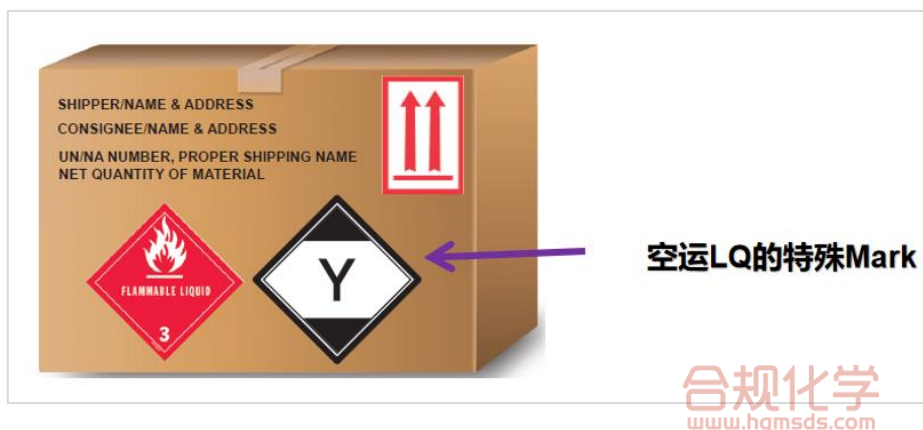 SHIPPER/NAME & ADDRESS
CONSIGNEE/NAME & ADDRESS
UN/NA NUMBER, PROPER SHIPPING NAME
NET QUANTITY OF MATERIAL
FLAMMABLE LIQUID
3
Y
空运LQ的特殊Mark
合规化学
www.hgmsds.com